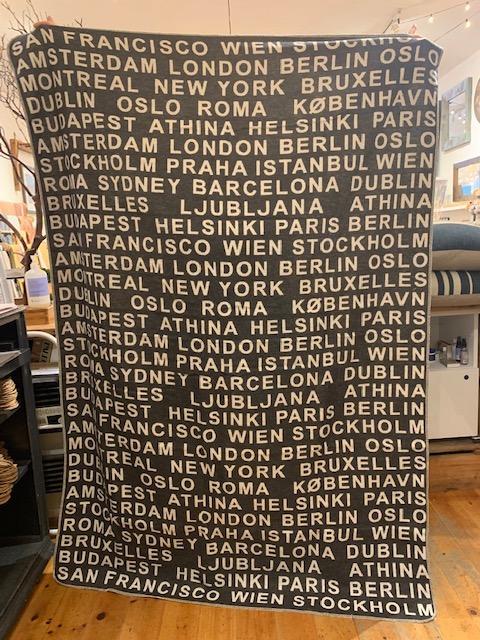 SAN FRANCISCO WIEN STOCKHOLM
AMSTERDAM LONDON BERLIN OSLO
MONTREAL NEW YORK BRUXELLES
DUBLIN OSLO ROMA KØBENHAVN
BUDAPEST ATHINA HELSINKI PARIS
AMSTERDAM LONDON BERLIN OSLO
STOCKHOLM PRAHA ISTANBUL WIEN
ROMA SYDNEY BARCELONA DUBLIN
BRUXELLES LJUBLJANA ATHINA
BUDAPEST HELSINKI PARIS BERLIN
SAN FRANCISCO WIEN STOCKHOLM
AMSTERDAM LONDON BERLIN OSLO
MONTREAL NEW YORK BRUXELLES
DUBLIN OSLO ROMA KØBENHAVN
BUDAPEST ATHINA HELSINKI PARIS
AMSTERDAM LONDON BERLIN OSLO
STOCKHOLM PRAHA ISTANBUL WIEN
ROMA SYDNEY BARCELONA DUBLIN
BRUXELLES LJUBLJANA ATHINA
BUDAPEST HELSINKI PARIS BERLIN
SAN FRANCISCO WIEN STOCKHOLM
AMSTERDAM LONDON BERLIN OSLO
MONTREAL NEW YORK BRUXELLES
DUBLIN OSLO ROMA KØBENHAVN
BUDAPEST ATHINA HELSINKI PARIS
AMSTERDAM LONDON BERLIN OSLO
STOCKHOLM PRAHA ISTANBUL WIEN
ROMA SYDNEY BARCELONA DUBLIN
BRUXELLES LJUBLJANA ATHINA
BUDAPEST HELSINKI PARIS BERLIN
SAN FRANCISCO WIEN STOCKHOLM